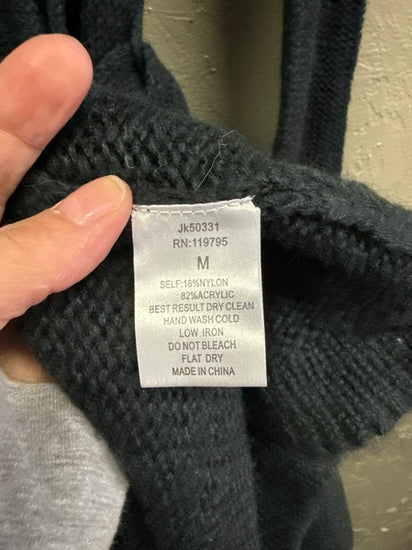 Jk50331
RN:119795
M
SELF:18%NYLON
82%ACRYLIC
BEST RESULT DRY CLEAN
HAND WASH COLD
LOW IRON
DO NOT BLEACH
FLAT DRY
MADE IN CHINA